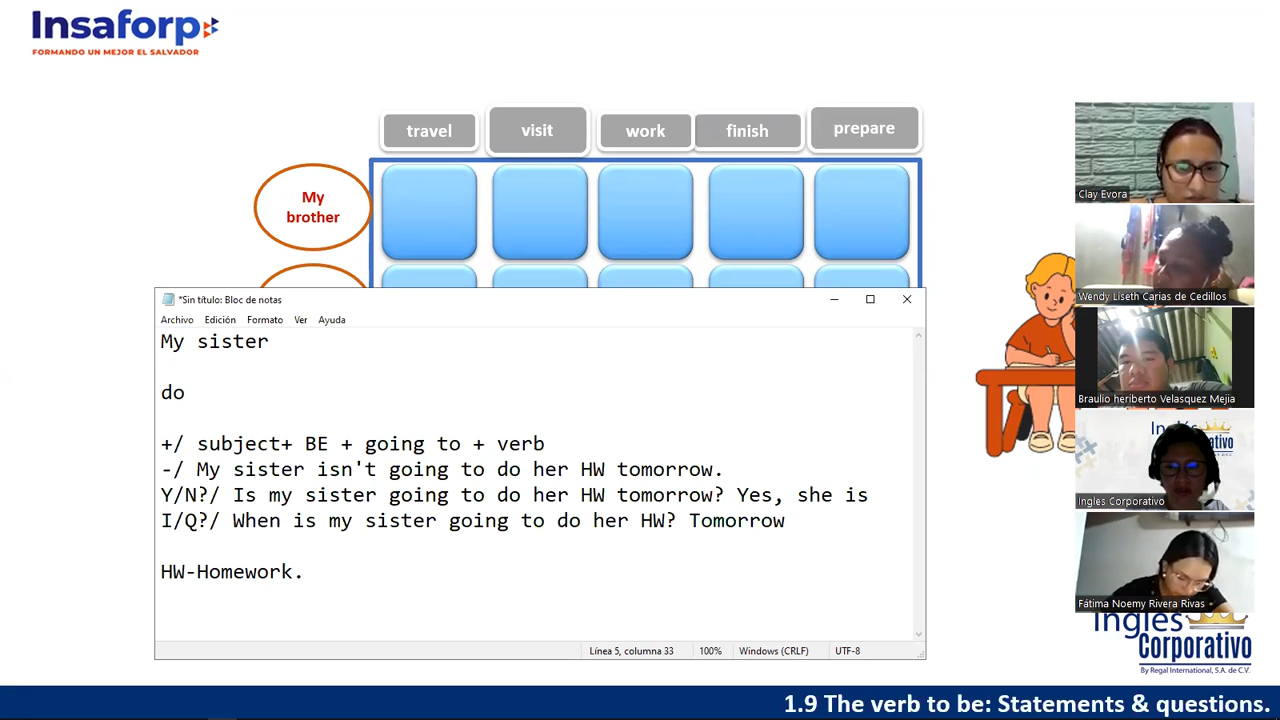 Insaforp
FORMANDO UN MEJOR EL SALVADOR
travel
visit
work
finish
prepare
My
brother
*Sin título: Bloc de notas
Archivo Edición Formato Ver Ayuda
My sister
do
+/ subject+ BE + going to + verb
-/ My sister isn't going to do her HW tomorrow.
Y/N?/ Is my sister going to do her HW tomorrow? Yes, she is
I/Q?/ When is my sister going to do her HW? Tomorrow
HW-Homework.
Línea 5, columna 33
100%
Windows (CRLF)
UTF-8
Clay Evora
Wendy Liseth Carias de Cedillos
Braulio heriberto Velasquez Mejia
Ingles Corporativo
Fátima Noemy Rivera Rivas
Inglés
Corporativo
By Regal International, S.A. de C.V.
1.9 The verb to be: Statements & questions.